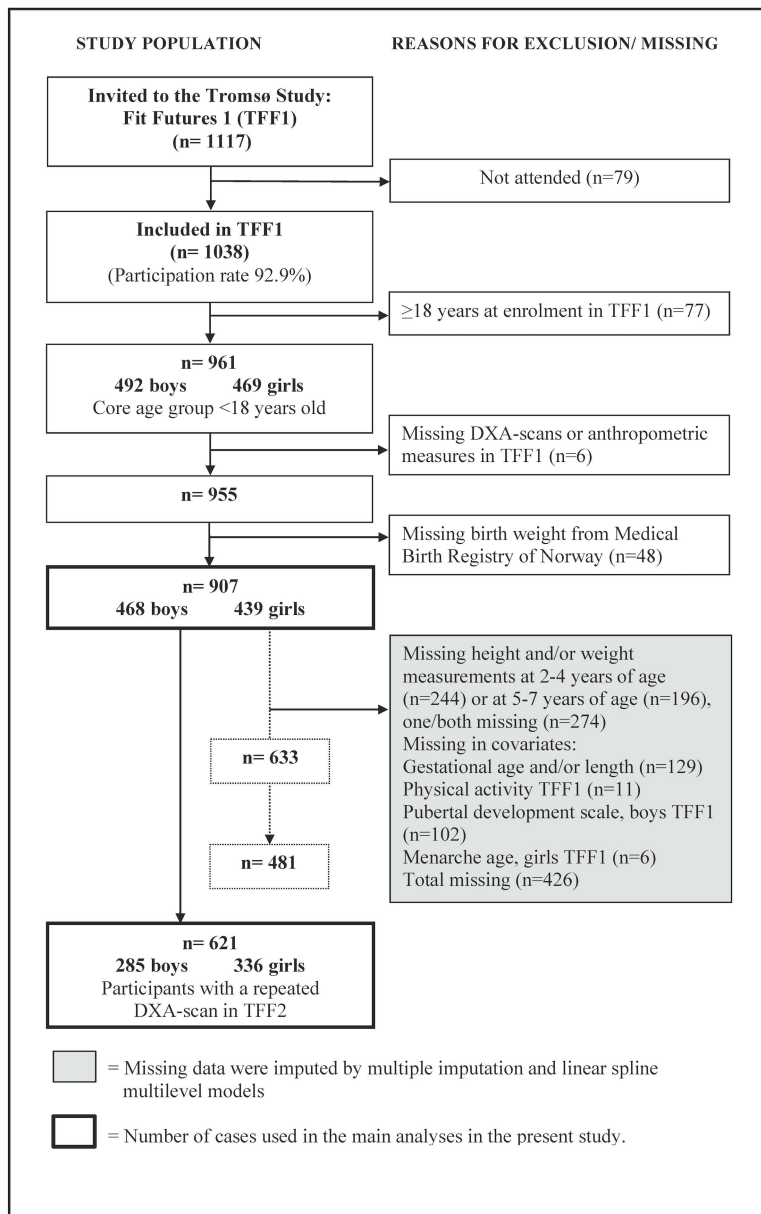 STUDY POPULATION
REASONS FOR EXCLUSION/ MISSING
Invited to the Tromsø Study:
Fit Futures 1 (TFF1)
(n= 1117)
Not attended (n=79)
Included in TFF1
(n= 1038)
(Participation rate 92.9%)
≥18 years at enrolment in TFF1 (n=77)
n= 961
492 boys 469 girls
Core age group <18 years old
Missing DXA-scans or anthropometric
measures in TFF1 (n=6)
n= 955
Missing birth weight from Medical
Birth Registry of Norway (n=48)
n= 907
468 boys 439 girls
Missing height and/or weight
measurements at 2-4 years of age
(n=244) or at 5-7 years of age (n=196),
one/both missing (n=274)
Missing in covariates:
Gestational age and/or length (n=129)
Physical activity TFF1 (n=11)
Pubertal development scale, boys TFF1
(n=102)
Menarche age, girls TFF1 (n=6)
Total missing (n=426)
n= 633
n= 481
n= 621
285 boys 336 girls
Participants with a repeated
DXA-scan in TFF2
= Missing data were imputed by multiple imputation and linear spline
multilevel models
= Number of cases used in the main analyses in the present study.